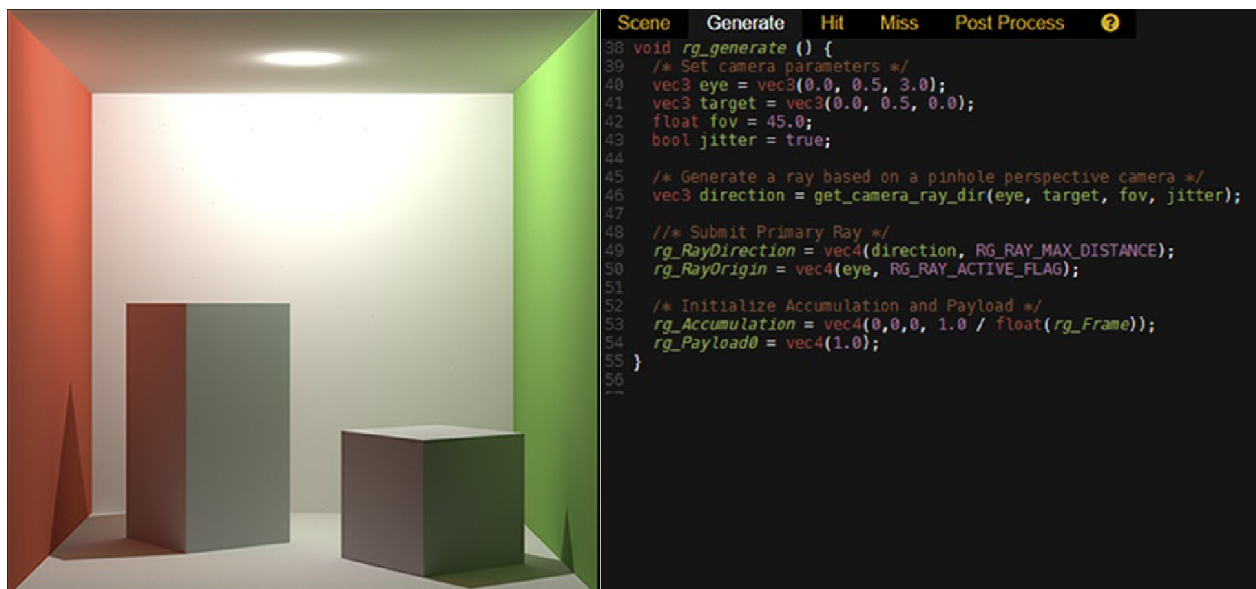 Scene Generate Hit Miss Post Process ?
38 void rg_generate () {
39 /* Set camera parameters */
40 vec3 eye = vec3(0.0, 0.5, 3.0);
41 vec3 target = vec3(0.0, 0.5, 0.0);
42 float fov = 45.0;
43 bool jitter = true;
44
45 /* Generate a ray based on a pinhole perspective camera */
46 vec3 direction = get_camera_ray_dir(eye, target, fov, jitter);
47
48 //* Submit Primary Ray */
49 rg_RayDirection = vec4(direction, RG_RAY_MAX_DISTANCE);
50 rg_RayOrigin = vec4(eye, RG_RAY_ACTIVE_FLAG);
51
52 /* Initialize Accumulation and Payload */
53 rg_Accumulation = vec4(0,0,0, 1.0 / float(rg_Frame));
54 rg_Payload0 = vec4(1.0);
55 }
56